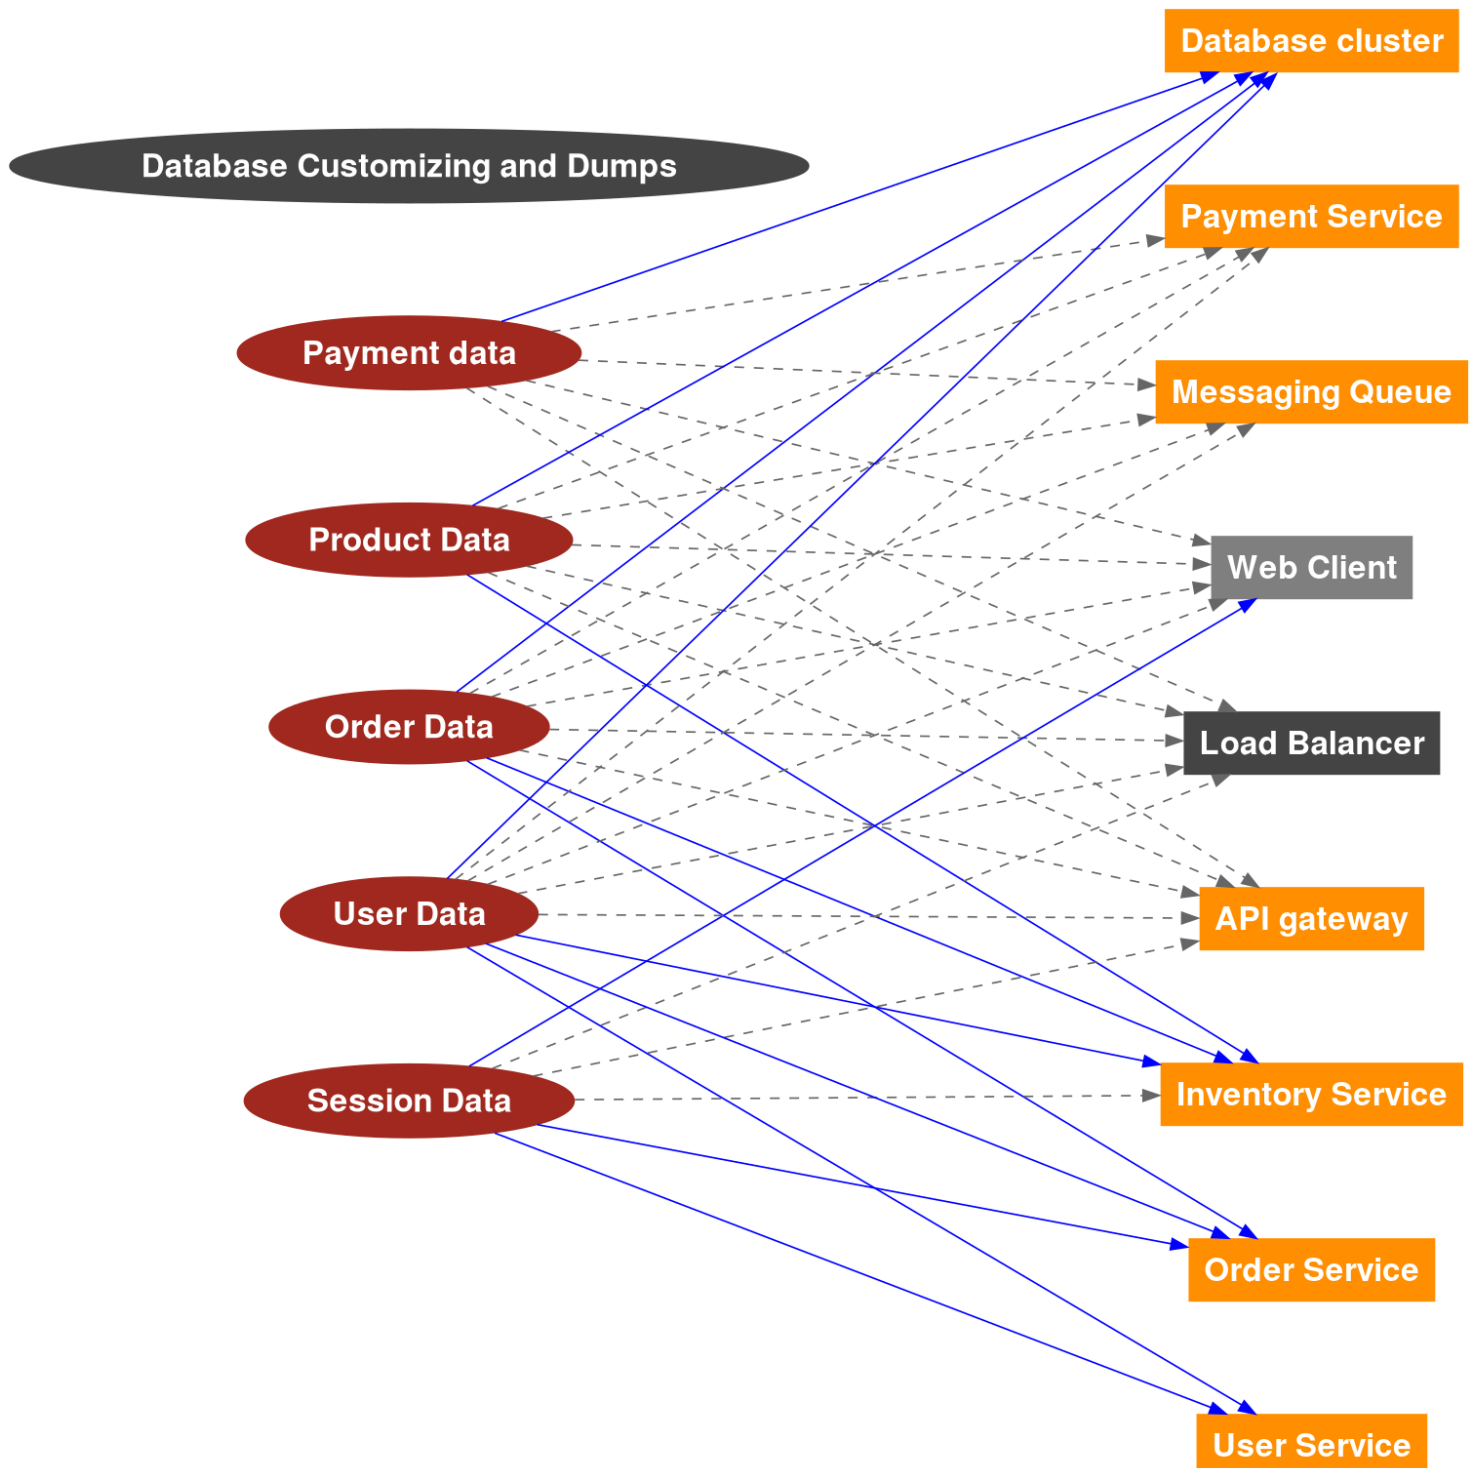 Database cluster
Database Customizing and Dumps
Payment Service
Payment data
Messaging Queue
Product Data
Web Client
Order Data
Load Balancer
User Data
API gateway
Session Data
Inventory Service
Order Service
User Service